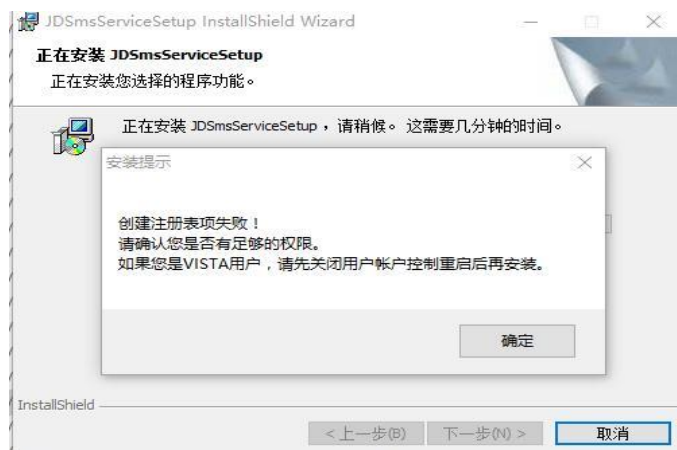 JDSmsServiceSetup InstallShield Wizard
正在安装 JDSmsServiceSetup
正在安装您选择的程序功能。
正在安装 JDSmsServiceSetup，请稍候。 这需要几分钟的时间。
安装提示
创建注册表项失败！
请确认您是否有足够的权限。
如果您是VISTA用户，请先关闭用户帐户控制重启后再安装。
确定
InstallShield
<上一步(B)
下一步(N) >
取消